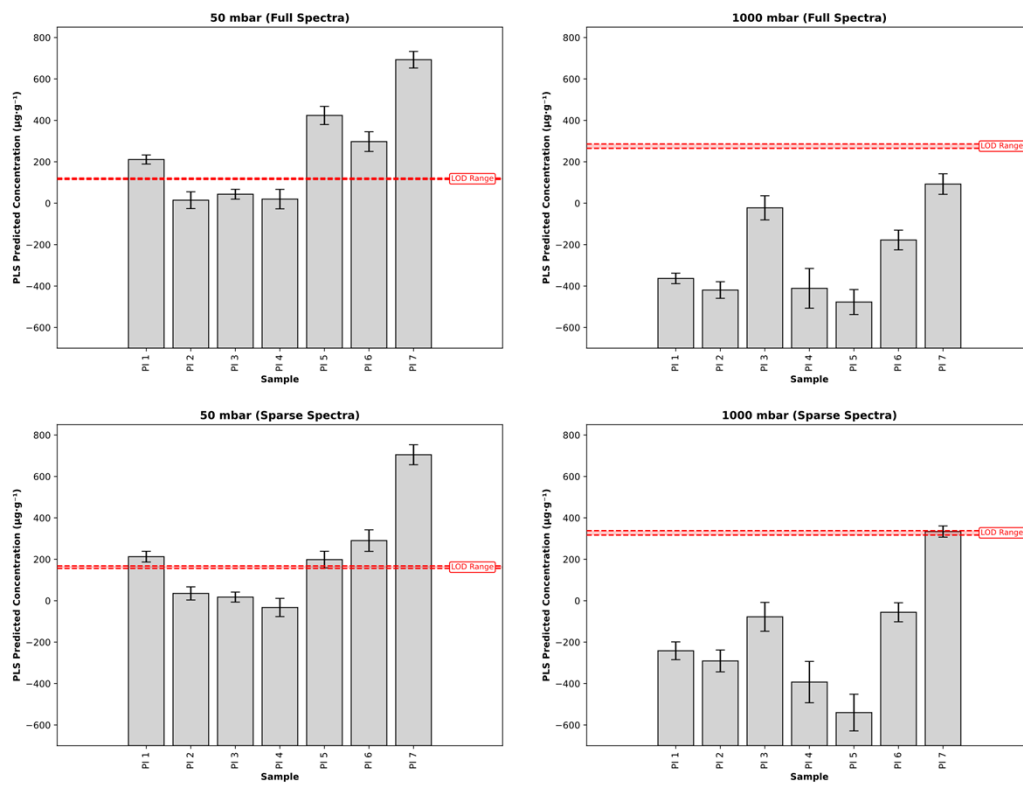 50 mbar (Full Spectra)
800
600
400
200
0
−200
−400
−600
PLS Predicted Concentration (µg·g⁻¹)
LOD Range
PI 1
PI 2
PI 3
PI 4
PI 5
PI 6
PI 7
Sample
1000 mbar (Full Spectra)
800
600
400
200
0
−200
−400
−600
PLS Predicted Concentration (µg·g⁻¹)
LOD Range
PI 1
PI 2
PI 3
PI 4
PI 5
PI 6
PI 7
Sample
50 mbar (Sparse Spectra)
800
600
400
200
0
−200
−400
−600
PLS Predicted Concentration (µg·g⁻¹)
LOD Range
PI 1
PI 2
PI 3
PI 4
PI 5
PI 6
PI 7
Sample
1000 mbar (Sparse Spectra)
800
600
400
200
0
−200
−400
−600
PLS Predicted Concentration (µg·g⁻¹)
LOD Range
PI 1
PI 2
PI 3
PI 4
PI 5
PI 6
PI 7
Sample